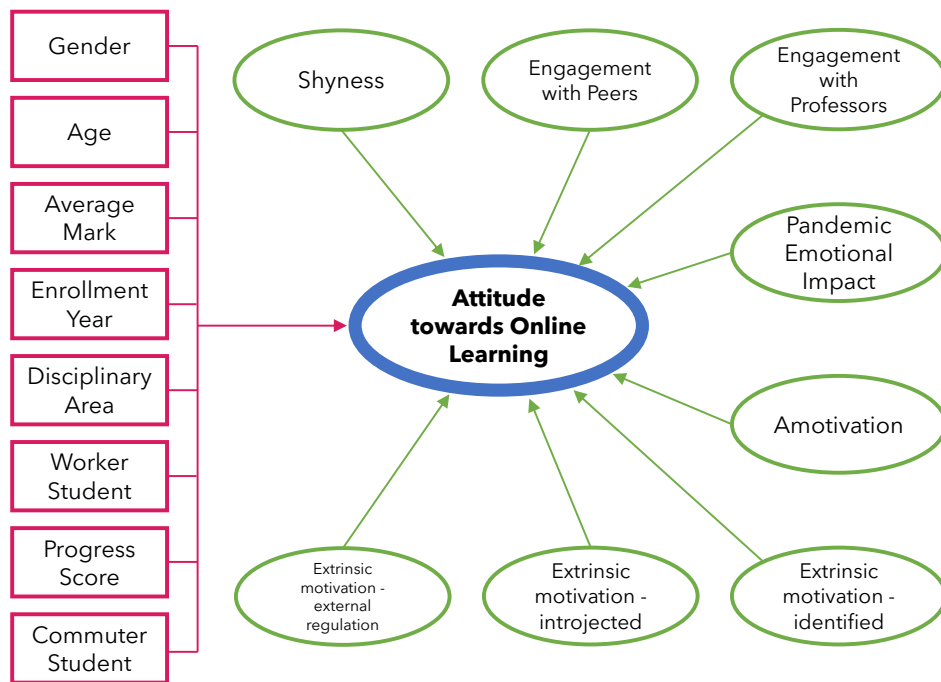 Gender
Age
Average
Mark
Enrollment
Year
Disciplinary
Area
Worker
Student
Progress
Score
Commuter
Student
Shyness
Engagement
with Peers
Engagement
with
Professors
Pandemic
Emotional
Impact
Attitude
towards Online
Learning
Amotivation
Extrinsic
motivation -
external
regulation
Extrinsic
motivation -
introjected
Extrinsic
motivation -
identified